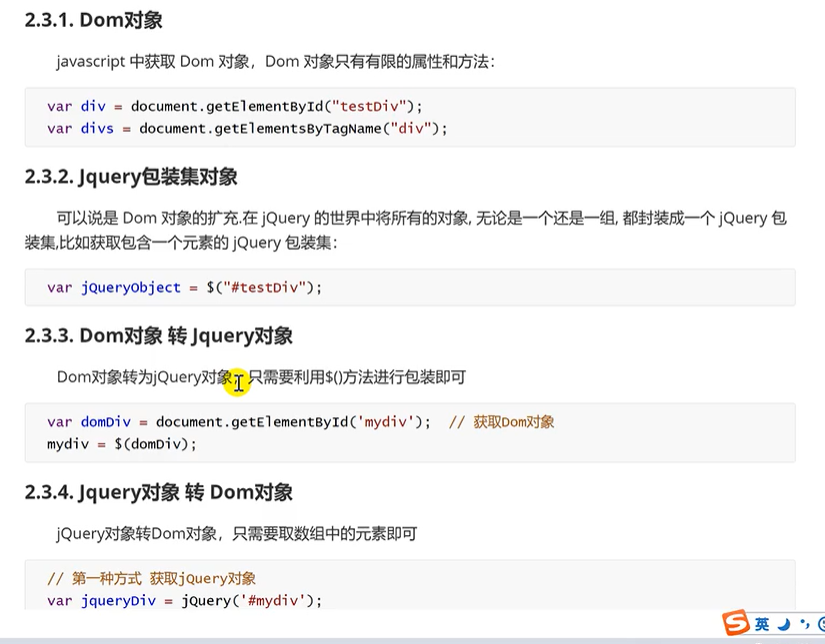 2.3.1. Dom对象
javascript 中获取 Dom 对象，Dom 对象只有有限的属性和方法：
var div = document.getElementById("testDiv");
var divs = document.getElementsByTagName("div");
2.3.2. Jquery包装集对象
可以说是 Dom 对象的扩充.在 jQuery 的世界中将所有的对象, 无论是一个还是一组, 都封装成一个 jQuery 包
装集,比如获取包含一个元素的 jQuery 包装集：
var jQueryObject = $("#testDiv");
2.3.3. Dom对象 转 Jquery对象
Dom对象转为jQuery对象，只需要利用$()方法进行包装即可
var domDiv = document.getElementById('mydiv'); // 获取Dom对象
mydiv = $(domDiv);
2.3.4. Jquery对象 转 Dom对象
jQuery对象转Dom对象，只需要取数组中的元素即可
// 第一种方式 获取jQuery对象
var jqueryDiv = jQuery('#mydiv');
英